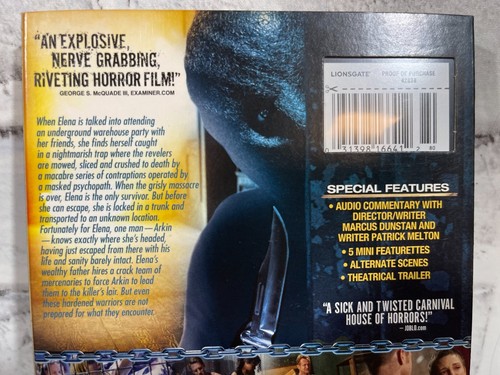 "AN EXPLOSIVE,
NERVE GRABBING,
RIVETING HORROR FILM!"
GEORGE S. McQUADE III, EXAMINER.COM
When Elena is talked into attending
an underground warehouse party with
her friends, she finds herself caught
in a nightmarish trap where the revelers
are mowed, sliced and crushed to death by
a macabre series of contraptions operated by
a masked psychopath. When the grisly massacre
is over, Elena is the only survivor. But before
she can escape, she is locked in a trunk and
transported to an unknown location.
Fortunately for Elena, one man—Arkin
—knows exactly where she's headed,
having just escaped from there with his
life and sanity barely intact. Elena's
wealthy father hires a crack team of
mercenaries to force Arkin to lead
them to the killer's lair. But even
these hardened warriors are not
prepared for what they encounter.
LIONSGATE PROOF OF PURCHASE
31398 16641 2
SPECIAL FEATURES
• AUDIO COMMENTARY WITH
DIRECTOR/WRITER
MARCUS DUNSTAN AND
WRITER PATRICK MELTON
• 5 MINI FEATURETTES
• ALTERNATE SCENES
• THEATRICAL TRAILER
"A SICK AND TWISTED CARNIVAL
HOUSE OF HORRORS!"
— JOBLO.com